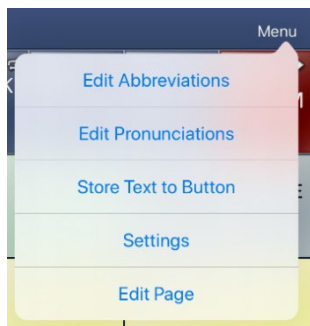 Menu
Edit Abbreviations
Edit Pronunciations
Store Text to Button
Settings
Edit Page